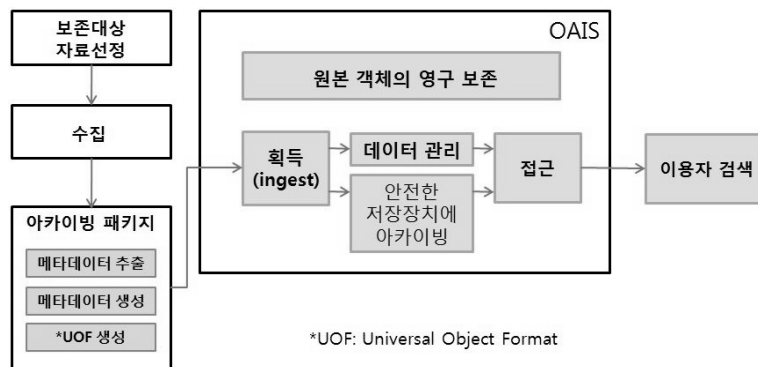 보존대상
자료선정
수집
아카이빙 패키지
메타데이터 추출
메타데이터 생성
*UOF 생성
OAIS
원본 객체의 영구 보존
획득
(ingest)
데이터 관리
안전한
저장장치에
아카이빙
접근
이용자 검색
*UOF: Universal Object Format